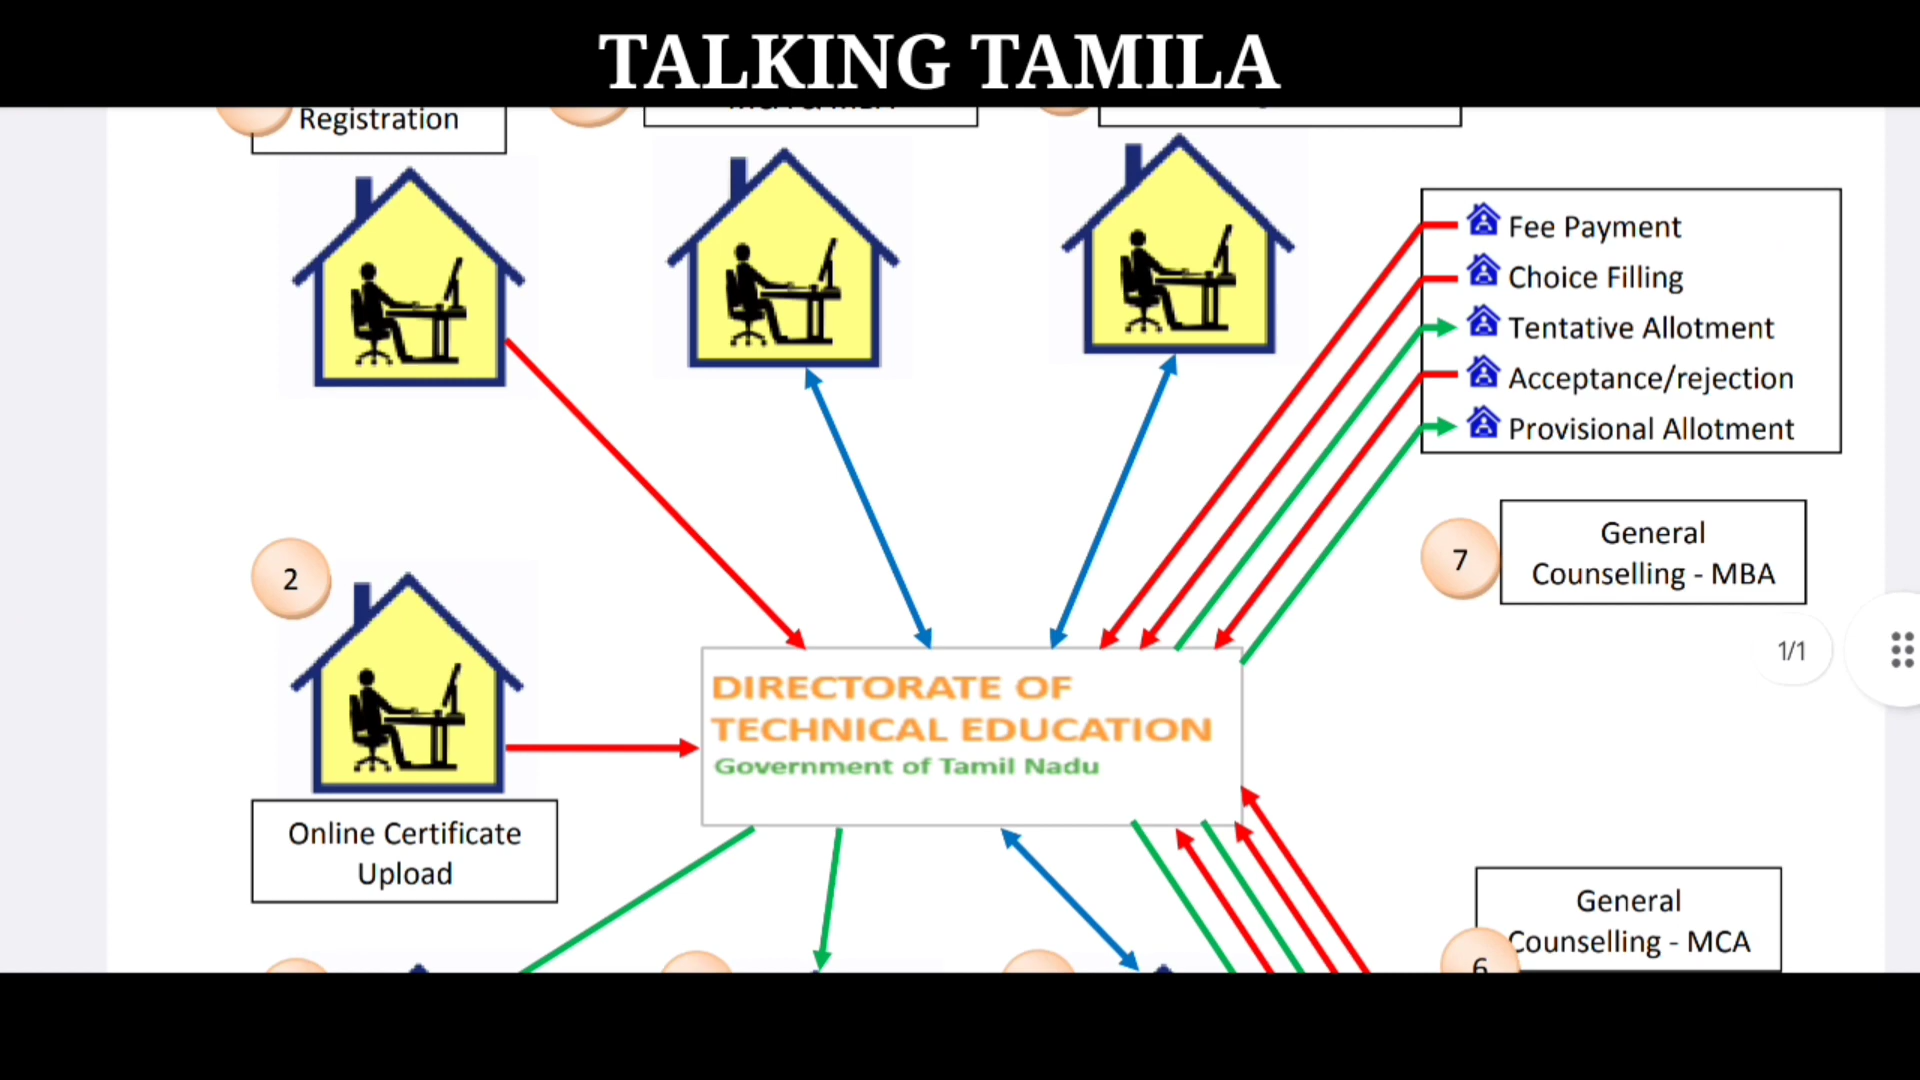 TALKING TAMILA
Registration
Fee Payment
Choice Filling
Tentative Allotment
Acceptance/rejection
Provisional Allotment
7
General
Counselling - MBA
2
1/1
DIRECTORATE OF
TECHNICAL EDUCATION
Government of Tamil Nadu
Online Certificate
Upload
General
Counselling - MCA
6